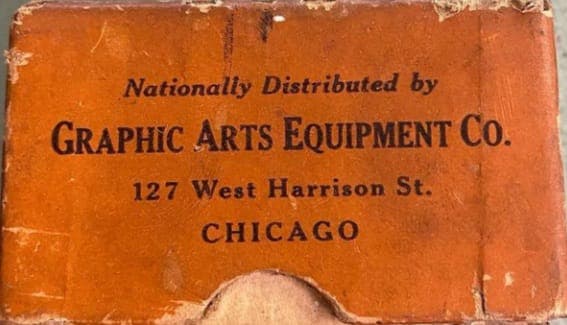 Nationally Distributed by
GRAPHIC ARTS EQUIPMENT CO.
127 West Harrison St.
CHICAGO